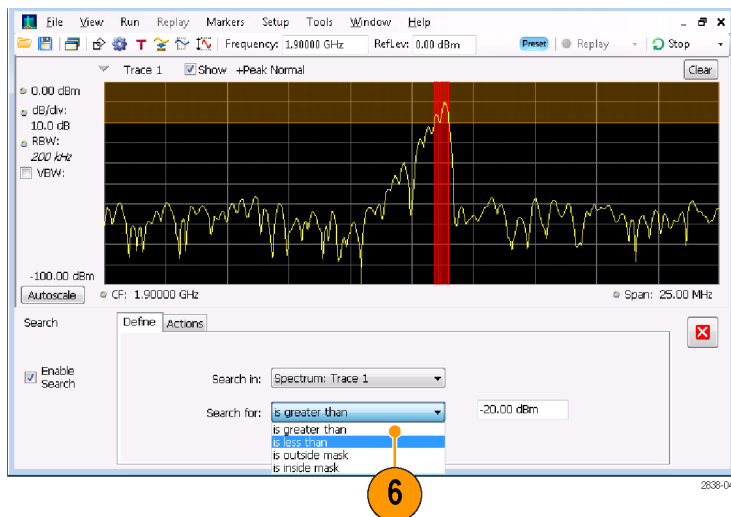 File View Run Replay Markers Setup Tools Window Help
Frequency: 1.90000 GHz RefLev: 0.00 dBm Preset Replay Stop
Trace 1 Show +Peak Normal Clear
0.00 dBm
dB/div:
10.0 dB
RBW:
200 kHz
VBW:
-100.00 dBm
Autoscale CF: 1.90000 GHz Span: 25.00 MHz
Search Define Actions
Enable
Search
Search in: Spectrum: Trace 1
Search for: is greater than -20.00 dBm
is greater than
is less than
is outside mask
is inside mask
6
2838-04